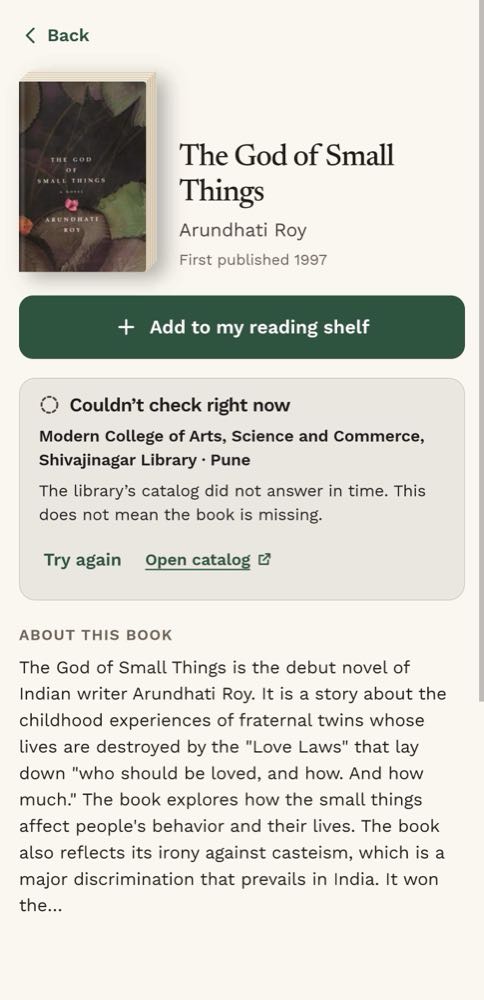 Back
THE GOD
OF
SMALL THINGS
A NOVEL
ARUNDHATI
ROY
The God of Small
Things
Arundhati Roy
First published 1997
Add to my reading shelf
Couldn’t check right now
Modern College of Arts, Science and Commerce,
Shivajinagar Library · Pune
The library’s catalog did not answer in time. This
does not mean the book is missing.
Try again
Open catalog
ABOUT THIS BOOK
The God of Small Things is the debut novel of
Indian writer Arundhati Roy. It is a story about the
childhood experiences of fraternal twins whose
lives are destroyed by the "Love Laws" that lay
down "who should be loved, and how. And how
much." The book explores how the small things
affect people's behavior and their lives. The book
also reflects its irony against casteism, which is a
major discrimination that prevails in India. It won
the...